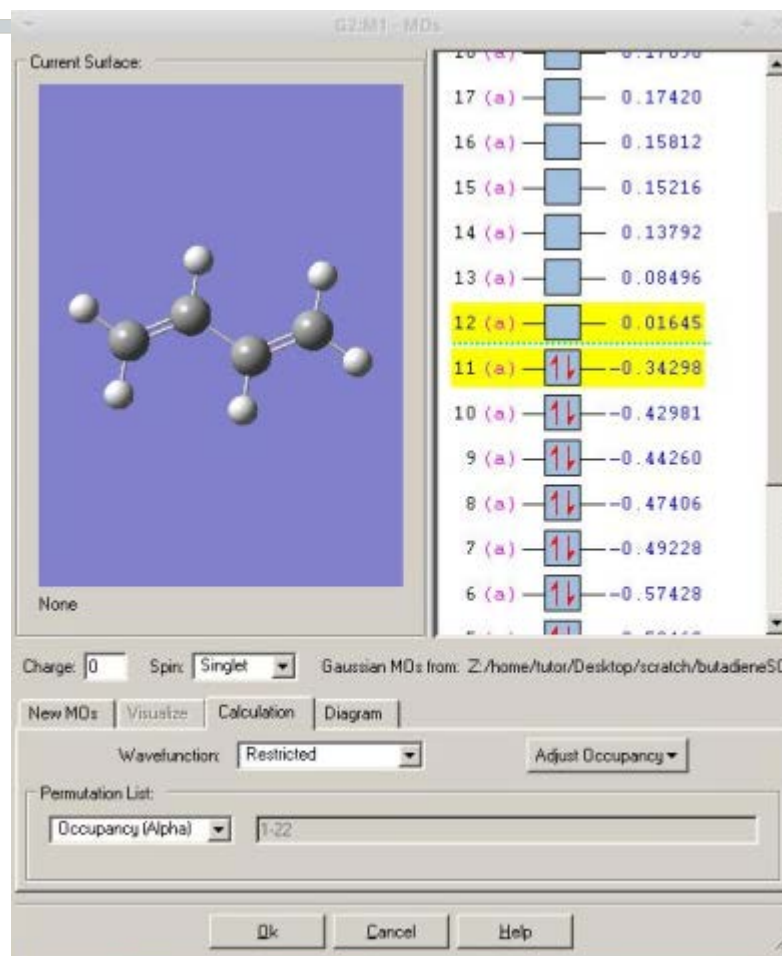 G2:M1 - MOs
Current Surface:
17 (a) 0.17420
16 (a) 0.15812
15 (a) 0.15216
14 (a) 0.13792
13 (a) 0.08496
12 (a) 0.01645
11 (a) -0.34298
10 (a) -0.42981
9 (a) -0.44260
8 (a) -0.47406
7 (a) -0.49228
6 (a) -0.57428
None
Charge: 0 Spin: Singlet Gaussian MOs from: Z:/home/tutor/Desktop/scratch/butadieneSC
New MOs Visualize Calculation Diagram
Wavefunction: Restricted Adjust Occupancy
Permutation List:
Occupancy (Alpha) 1-22
Ok Cancel Help